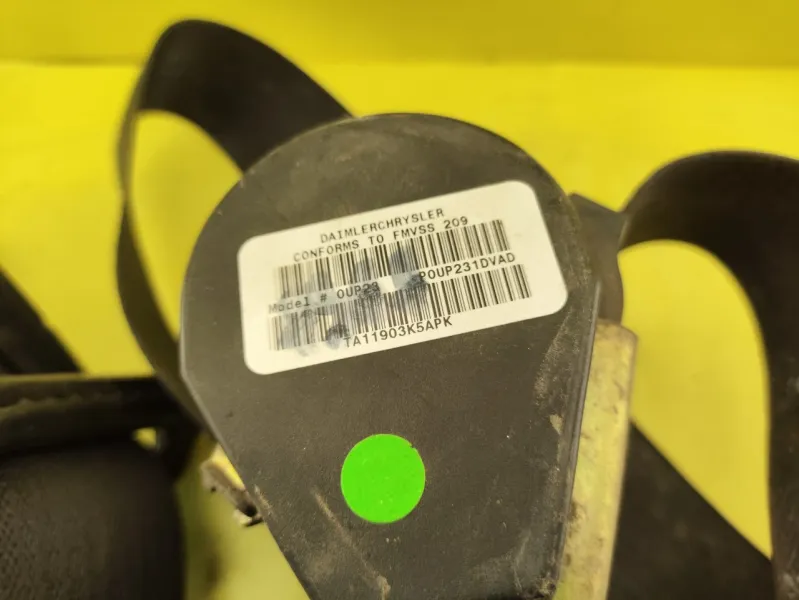 DAIMLERCHRYSLER
CONFORMS TO FMVSS 209
Model # 0UP23 P0UP231DVAD
TA11903K5APK